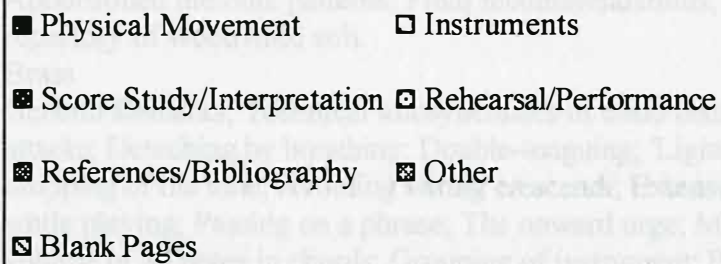 Physical Movement
Instruments
Score Study/Interpretation
Rehearsal/Performance
References/Bibliography
Other
Blank Pages